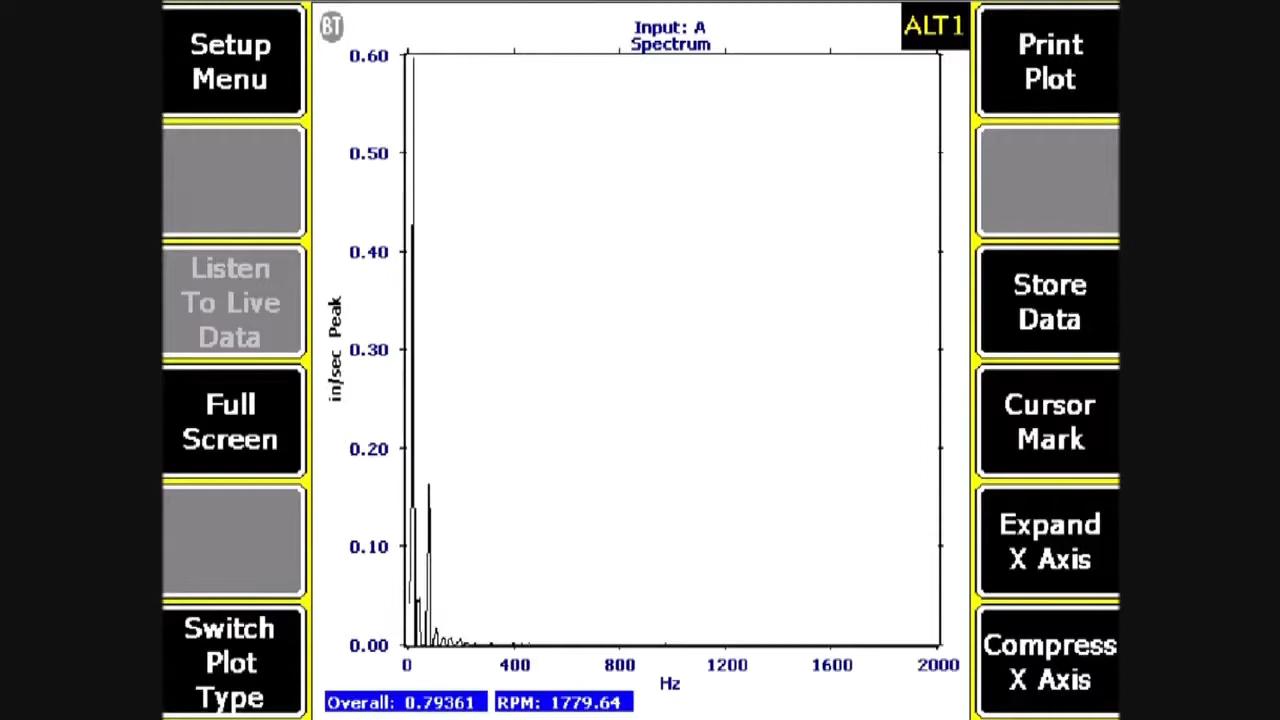 Setup
Menu
Listen
To Live
Data
Full
Screen
Switch
Plot
Type
BT
Input: A
Spectrum
ALT1
0.60
0.50
0.40
0.30
0.20
0.10
0.00
in/sec Peak
0 400 800 1200 1600 2000
Hz
Overall: 0.79361 RPM: 1779.64
Print
Plot
Store
Data
Cursor
Mark
Expand
X Axis
Compress
X Axis